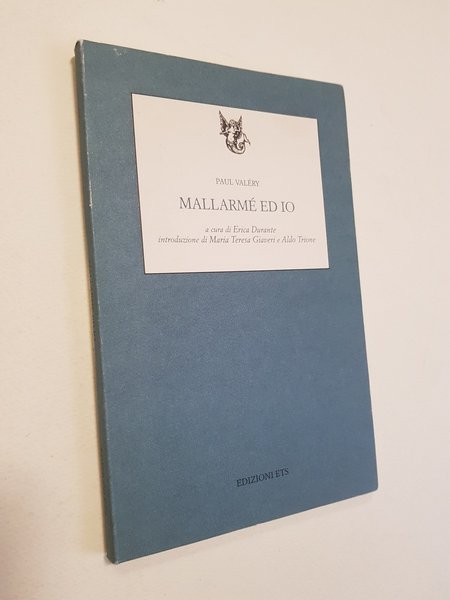 PAUL VALÉRY
MALLARMÉ ED IO
a cura di Erica Durante
introduzione di Maria Teresa Giaveri e Aldo Trione
EDIZIONI ETS